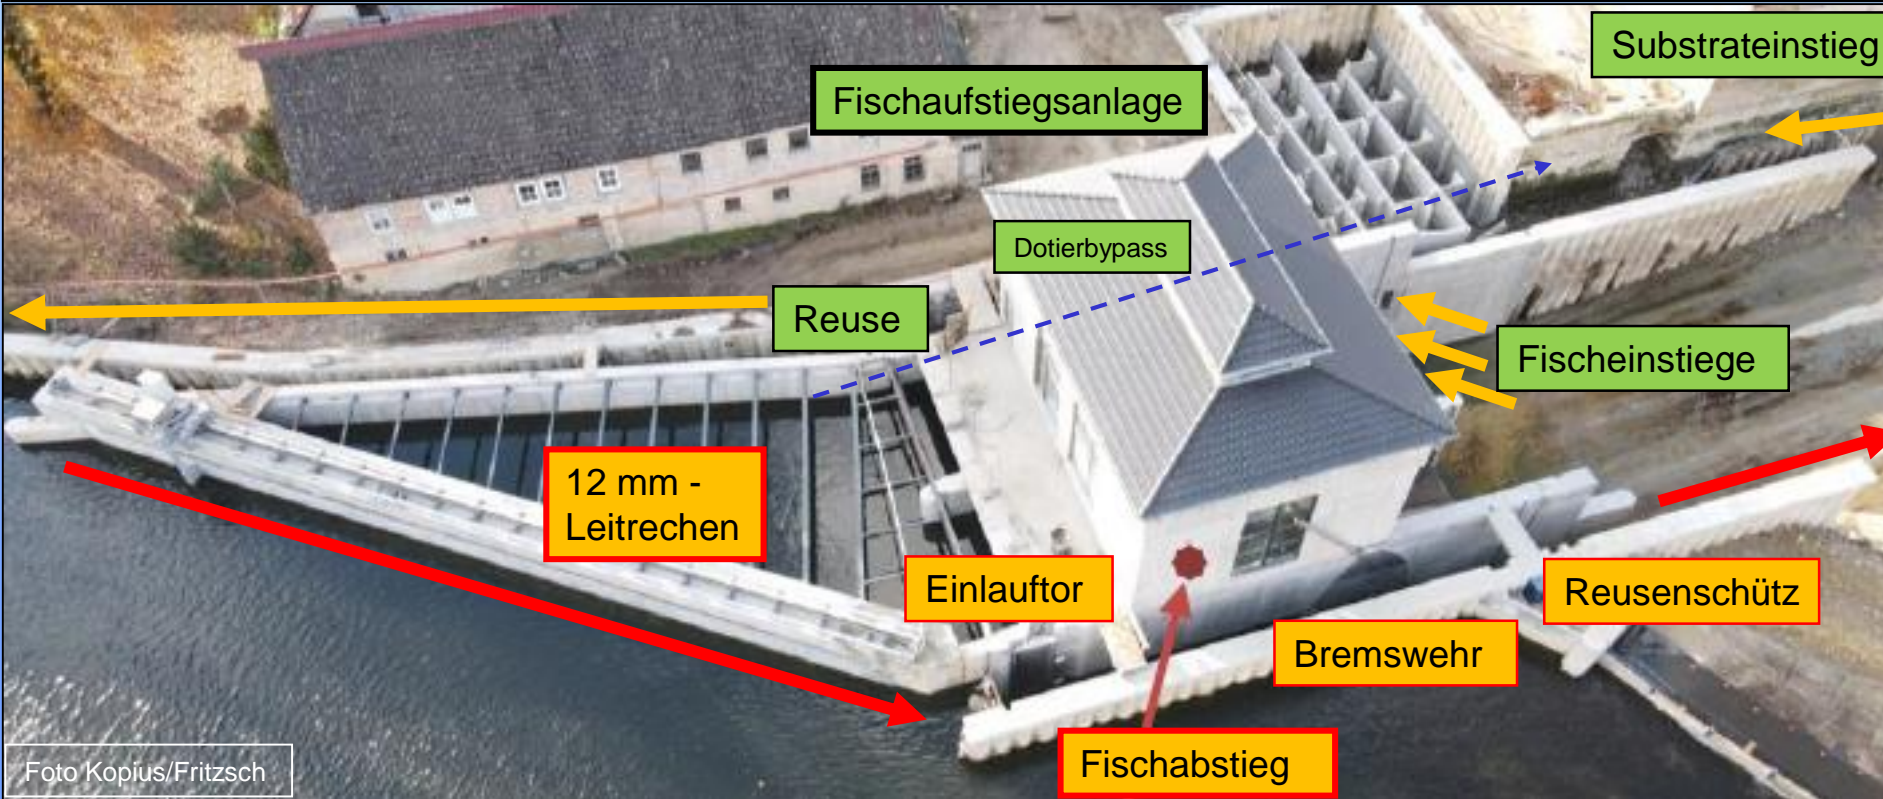 Substrateinstieg
Fischaufstiegsanlage
Dotierbypass
Reuse
Fischeinstiege
12 mm -
Leitrechen
Einlauftor
Reusenschütz
Bremswehr
Fischabstieg
Foto Kopius/Fritzsch